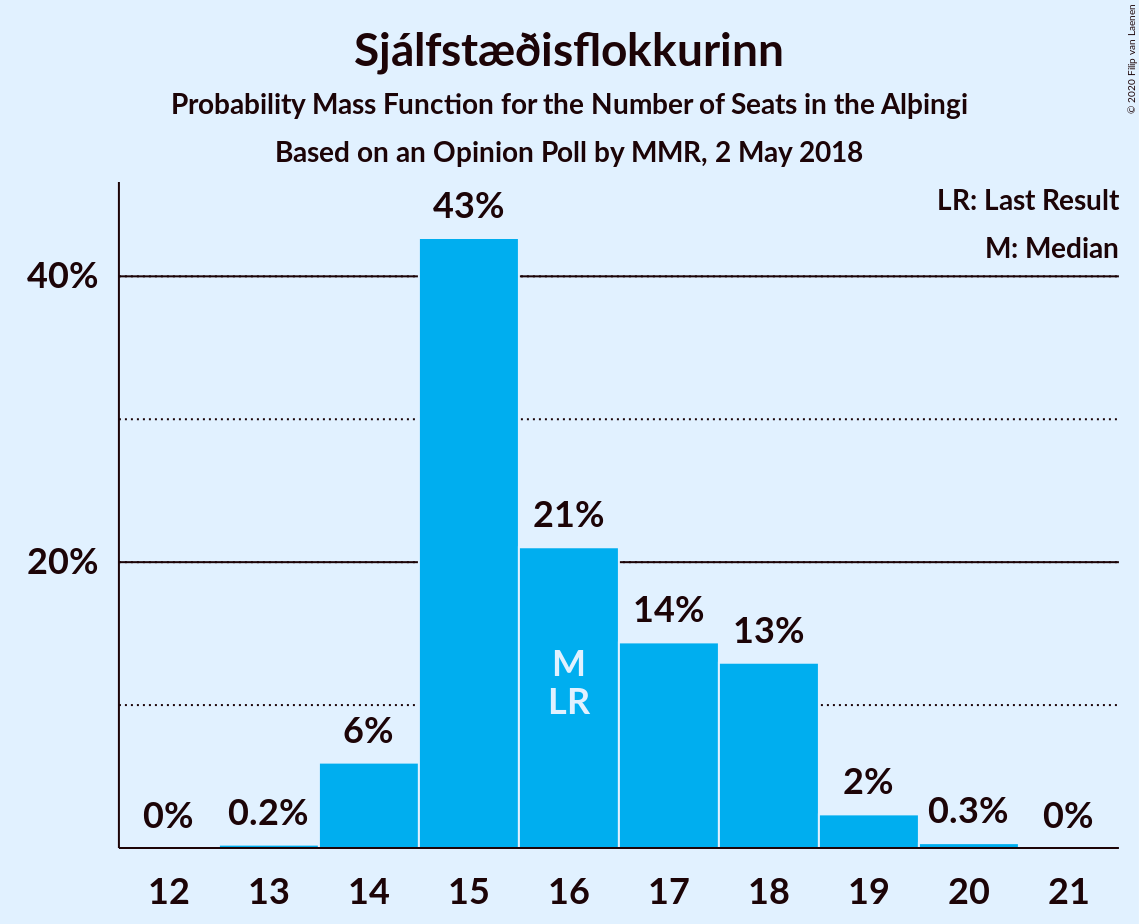 Sjálfstæðisflokkurinn
Probability Mass Function for the Number of Seats in the Alþingi
Based on an Opinion Poll by MMR, 2 May 2018
© 2020 Filip van Laenen
LR: Last Result
M: Median
40%
20%
0%
0.2%
6%
43%
21%
14%
13%
2%
0.3%
0%
M
LR
12
13
14
15
16
17
18
19
20
21